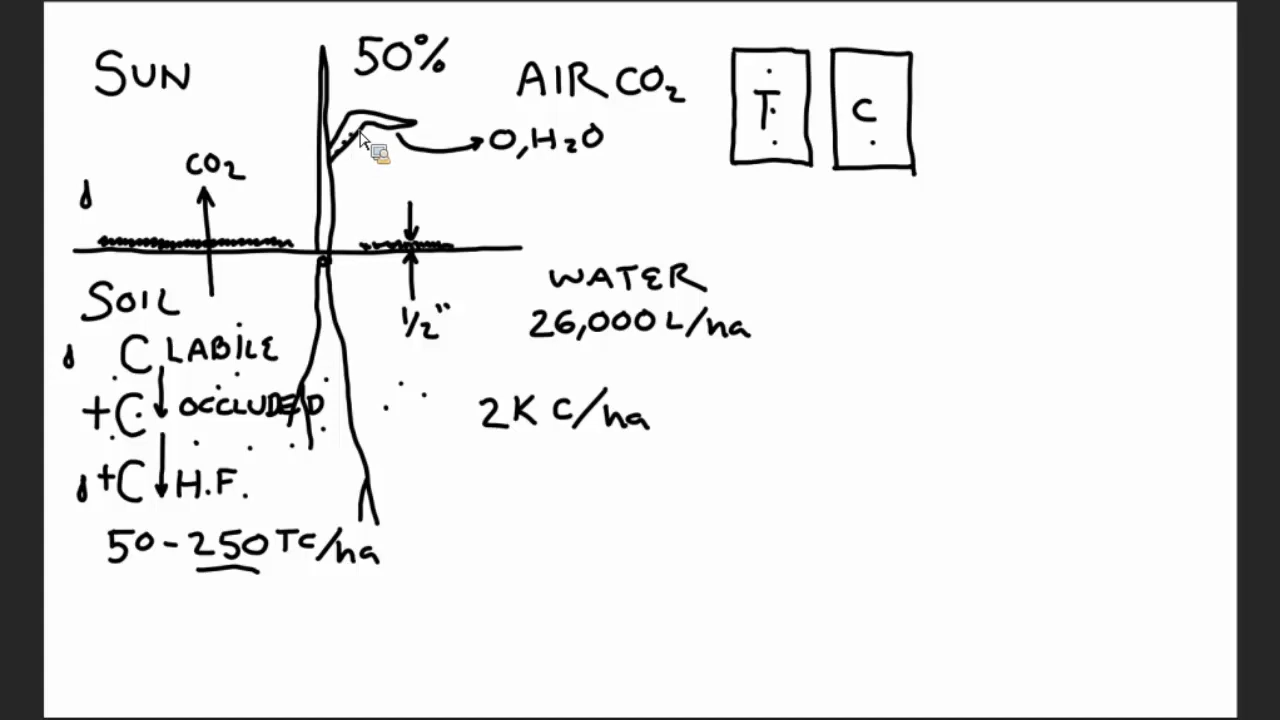 SUN
50%
AIR CO2
O, H2O
T
C
CO2
SOIL
1/2"
WATER
26,000 L/ha
C LABILE
+C OCCLUDED
+C H.F.
2K C/ha
50-250 TC/ha